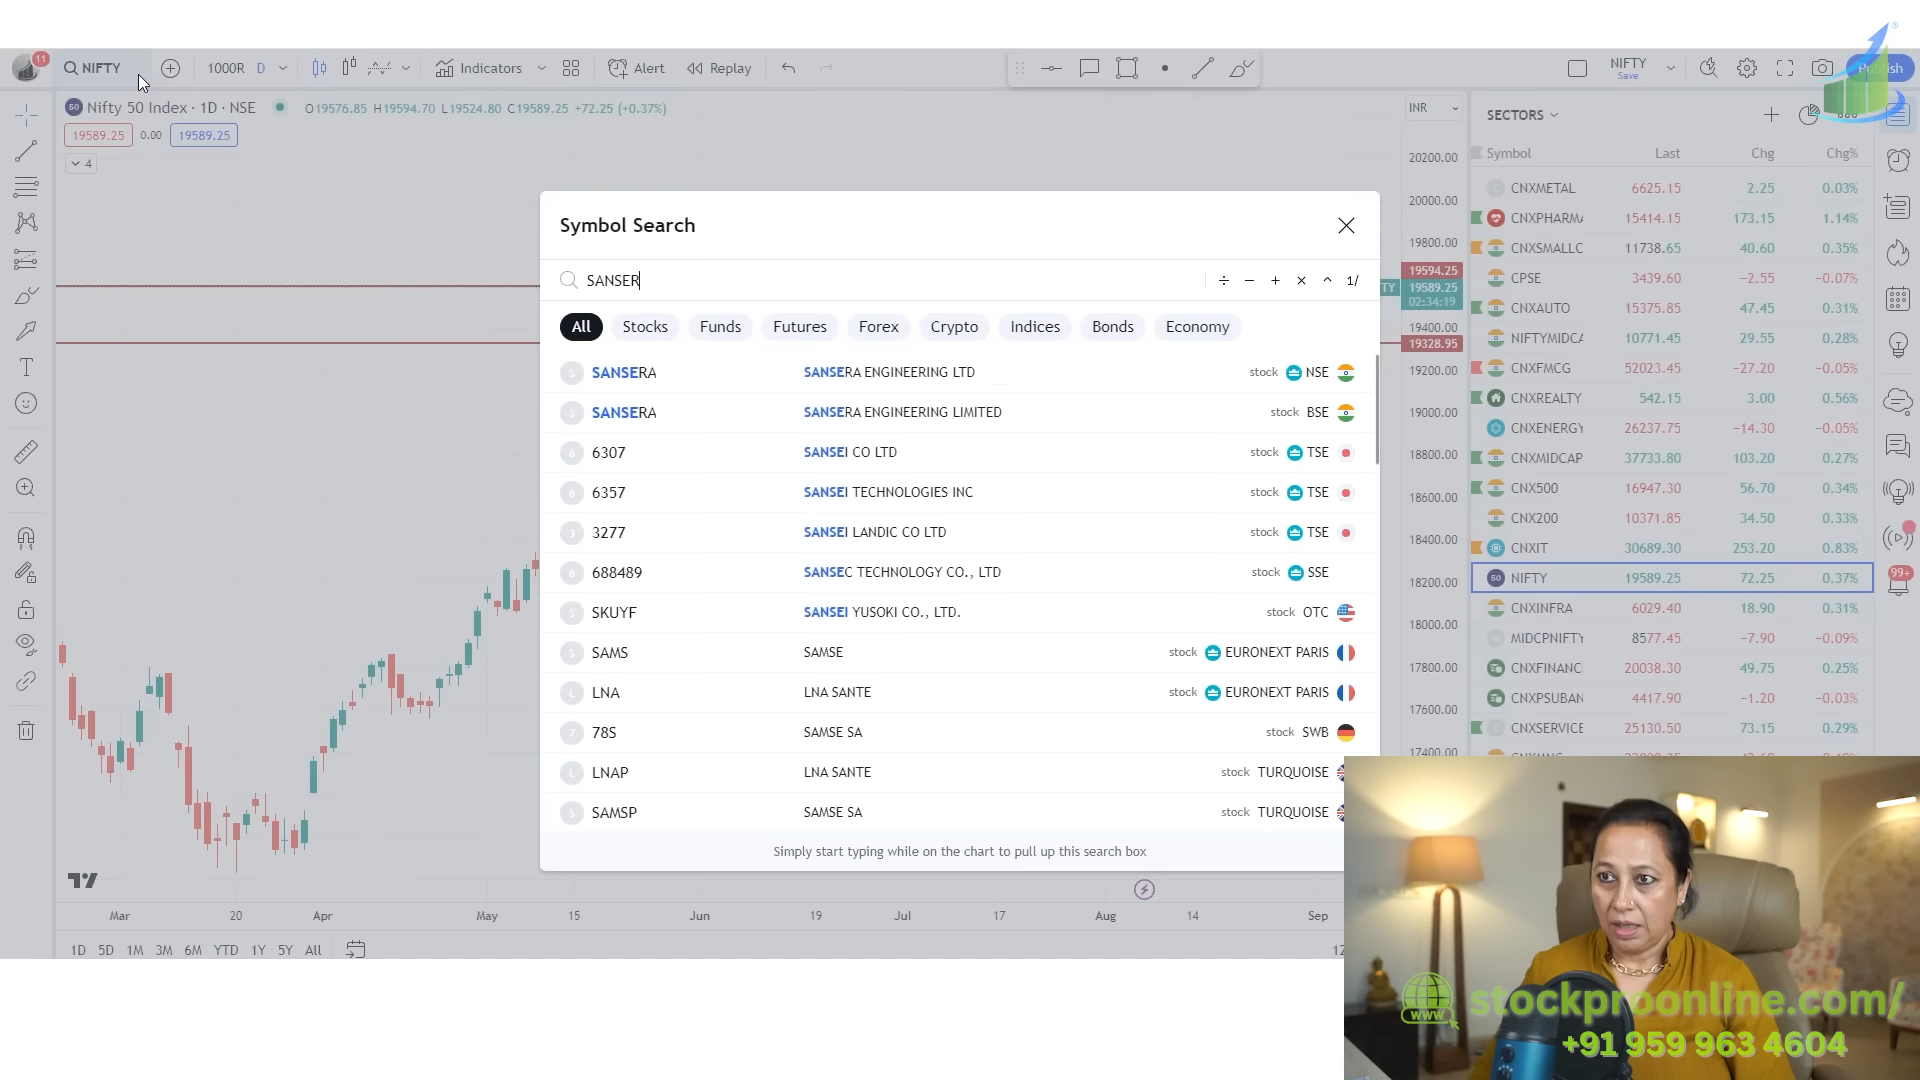 11
NIFTY
1000R D
Indicators
Alert
Replay
NIFTY
Save
Publish
Nifty 50 Index · 1D · NSE
O19576.85 H19594.70 L19524.80 C19589.25 +72.25 (+0.37%)
19589.25 0.00 19589.25
4
INR
20200.00
20000.00
19800.00
19594.25
TY 19589.25
02:34:19
19400.00
19328.95
19200.00
19000.00
18800.00
18600.00
18400.00
18200.00
18000.00
17800.00
17600.00
17400.00
Symbol Search
SANSER
÷ − + × ^ 1/
All Stocks Funds Futures Forex Crypto Indices Bonds Economy
SANSERA SANSERA ENGINEERING LTD stock NSE
SANSERA SANSERA ENGINEERING LIMITED stock BSE
6307 SANSEI CO LTD stock TSE
6357 SANSEI TECHNOLOGIES INC stock TSE
3277 SANSEI LANDIC CO LTD stock TSE
688489 SANSEC TECHNOLOGY CO., LTD stock SSE
SKUYF SANSEI YUSOKI CO., LTD. stock OTC
SAMS SAMSE stock EURONEXT PARIS
LNA LNA SANTE stock EURONEXT PARIS
78S SAMSE SA stock SWB
LNAP LNA SANTE stock TURQUOISE
SAMSP SAMSE SA stock TURQUOISE
Simply start typing while on the chart to pull up this search box
Mar 20 Apr May 15 Jun 19 Jul 17 Aug 14 Sep
1D 5D 1M 3M 6M YTD 1Y 5Y All
12
SECTORS
Symbol Last Chg Chg%
CNXMETAL 6625.15 2.25 0.03%
CNXPHARMA 15414.15 173.15 1.14%
CNXSMALLC 11738.65 40.60 0.35%
CPSE 3439.60 −2.55 −0.07%
CNXAUTO 15375.85 47.45 0.31%
NIFTYMIDCA 10771.45 29.55 0.28%
CNXFMCG 52023.45 −27.20 −0.05%
CNXREALTY 542.15 3.00 0.56%
CNXENERGY 26237.75 −14.30 −0.05%
CNXMIDCAP 37733.80 103.20 0.27%
CNX500 16947.30 56.70 0.34%
CNX200 10371.85 34.50 0.33%
CNXIT 30689.30 253.20 0.83%
50 NIFTY 19589.25 72.25 0.37%
CNXINFRA 6029.40 18.90 0.31%
MIDCPNIFTY 8577.45 −7.90 −0.09%
CNXFINANC 20038.30 49.75 0.25%
CNXPSUBAN 4417.90 −1.20 −0.03%
CNXSERVICE 25130.50 73.15 0.29%
99+
www
stockproonline.com/
+91 959 963 4604